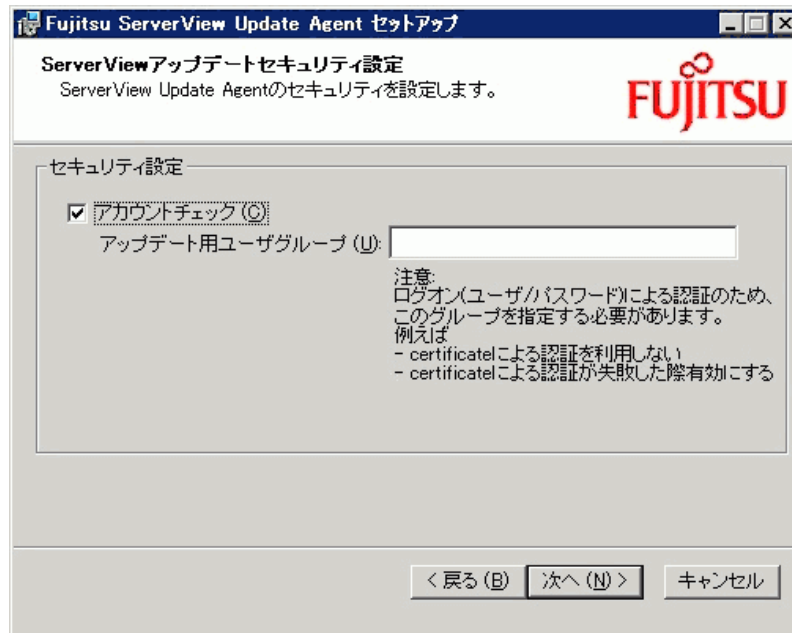 Fujitsu ServerView Update Agent セットアップ
ServerViewアップデートセキュリティ設定
ServerView Update Agentのセキュリティを設定します。
FUJITSU
セキュリティ設定
アカウントチェック(C)
アップデート用ユーザグループ (U):
注意:
ログオン(ユーザ/パスワード)による認証のため、
このグループを指定する必要があります。
例えば
- certificateによる認証を利用しない
- certificateによる認証が失敗した際有効にする
< 戻る (B)
次へ (N) >
キャンセル